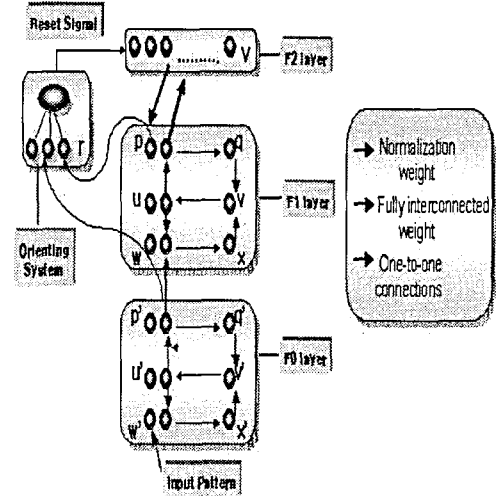 Reset Signal
V
F2 layer
r
p
q
u
v
F1 layer
w
x
Orienting
System
Normalization
weight
Fully interconnected
weight
One-to-one
connections
p'
q'
u'
v'
F0 layer
w'
x'
Input Pattern